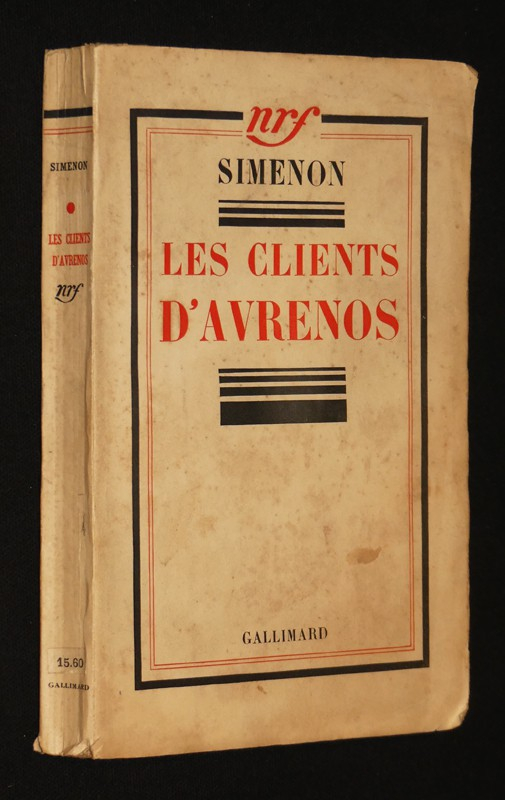 SIMENON
LES CLIENTS
D'AVRENOS
nrf
15.60
GALLIMARD
nrf
SIMENON
LES CLIENTS
D'AVRENOS
GALLIMARD